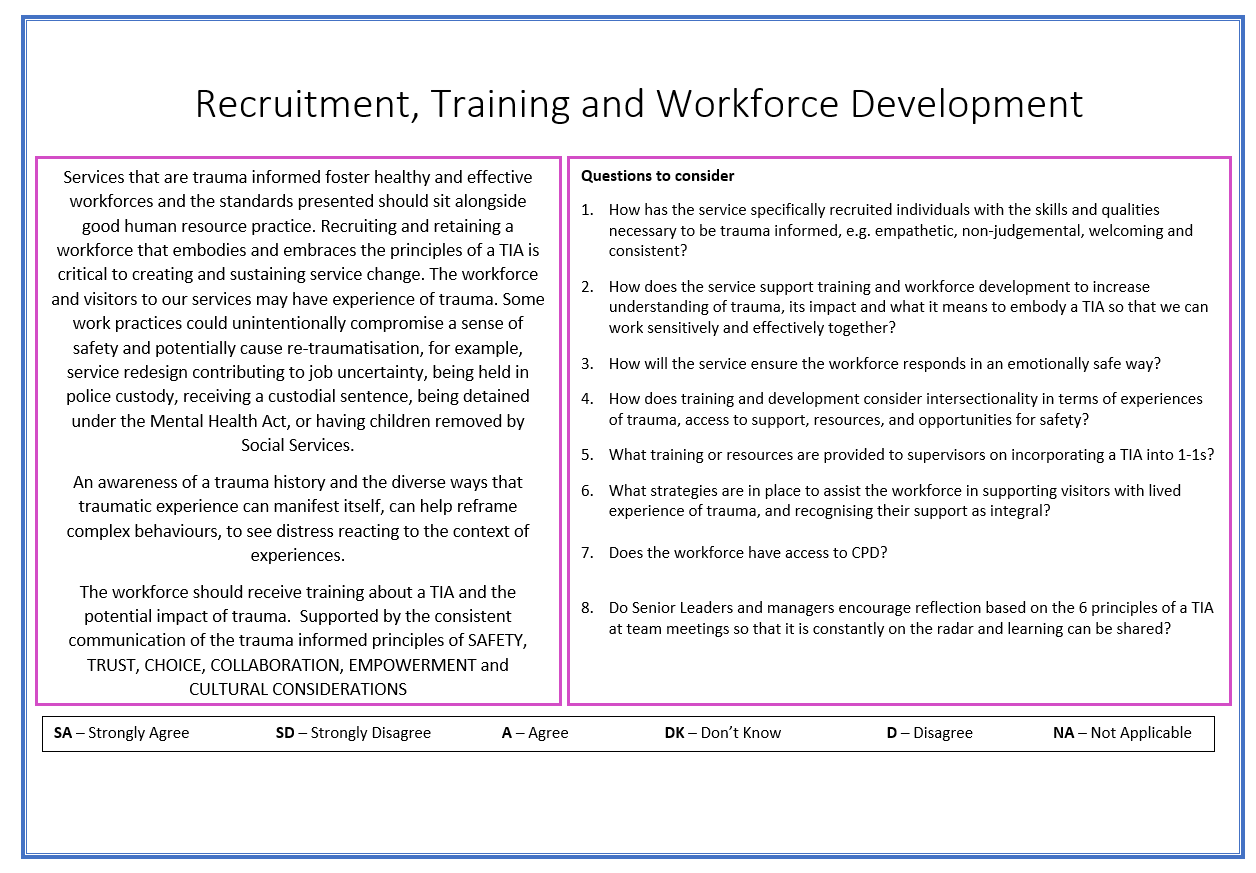 Recruitment, Training and Workforce Development
Services that are trauma informed foster healthy and effective
workforces and the standards presented should sit alongside
good human resource practice. Recruiting and retaining a
workforce that embodies and embraces the principles of a TIA is
critical to creating and sustaining service change. The workforce
and visitors to our services may have experience of trauma. Some
work practices could unintentionally compromise a sense of
safety and potentially cause re-traumatisation, for example,
service redesign contributing to job uncertainty, being held in
police custody, receiving a custodial sentence, being detained
under the Mental Health Act, or having children removed by
Social Services.
An awareness of a trauma history and the diverse ways that
traumatic experience can manifest itself, can help reframe
complex behaviours, to see distress reacting to the context of
experiences.
The workforce should receive training about a TIA and the
potential impact of trauma.  Supported by the consistent
communication of the trauma informed principles of SAFETY,
TRUST, CHOICE, COLLABORATION, EMPOWERMENT and
CULTURAL CONSIDERATIONS
Questions to consider
1. How has the service specifically recruited individuals with the skills and qualities
necessary to be trauma informed, e.g. empathetic, non-judgemental, welcoming and
consistent?
2. How does the service support training and workforce development to increase
understanding of trauma, its impact and what it means to embody a TIA so that we can
work sensitively and effectively together?
3. How will the service ensure the workforce responds in an emotionally safe way?
4. How does training and development consider intersectionality in terms of experiences
of trauma, access to support, resources, and opportunities for safety?
5. What training or resources are provided to supervisors on incorporating a TIA into 1-1s?
6. What strategies are in place to assist the workforce in supporting visitors with lived
experience of trauma, and recognising their support as integral?
7. Does the workforce have access to CPD?
8. Do Senior Leaders and managers encourage reflection based on the 6 principles of a TIA
at team meetings so that it is constantly on the radar and learning can be shared?
SA – Strongly Agree SD – Strongly Disagree A – Agree DK – Don’t Know D – Disagree NA – Not Applicable